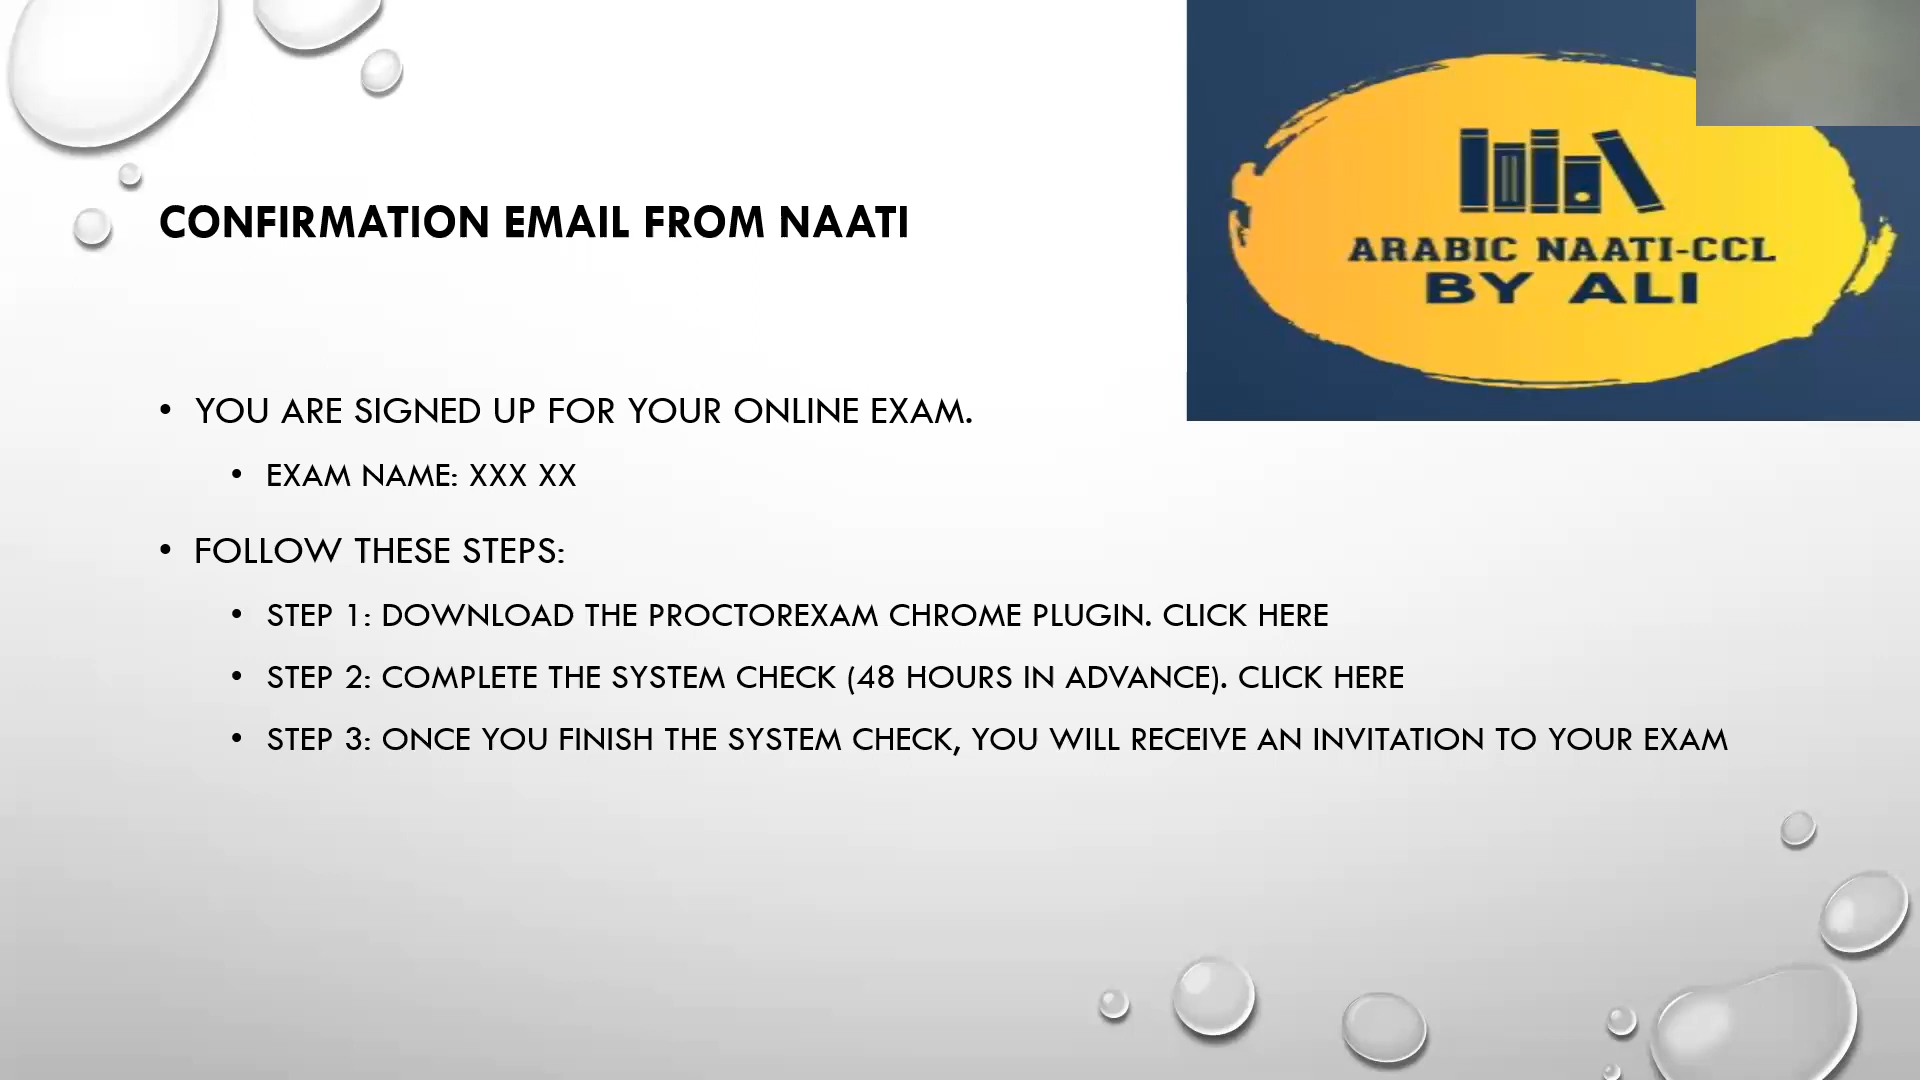 CONFIRMATION EMAIL FROM NAATI
ARABIC NAATI-CCL
BY ALI
• YOU ARE SIGNED UP FOR YOUR ONLINE EXAM.
• EXAM NAME: XXX XX
• FOLLOW THESE STEPS:
• STEP 1: DOWNLOAD THE PROCTOREXAM CHROME PLUGIN. CLICK HERE
• STEP 2: COMPLETE THE SYSTEM CHECK (48 HOURS IN ADVANCE). CLICK HERE
• STEP 3: ONCE YOU FINISH THE SYSTEM CHECK, YOU WILL RECEIVE AN INVITATION TO YOUR EXAM